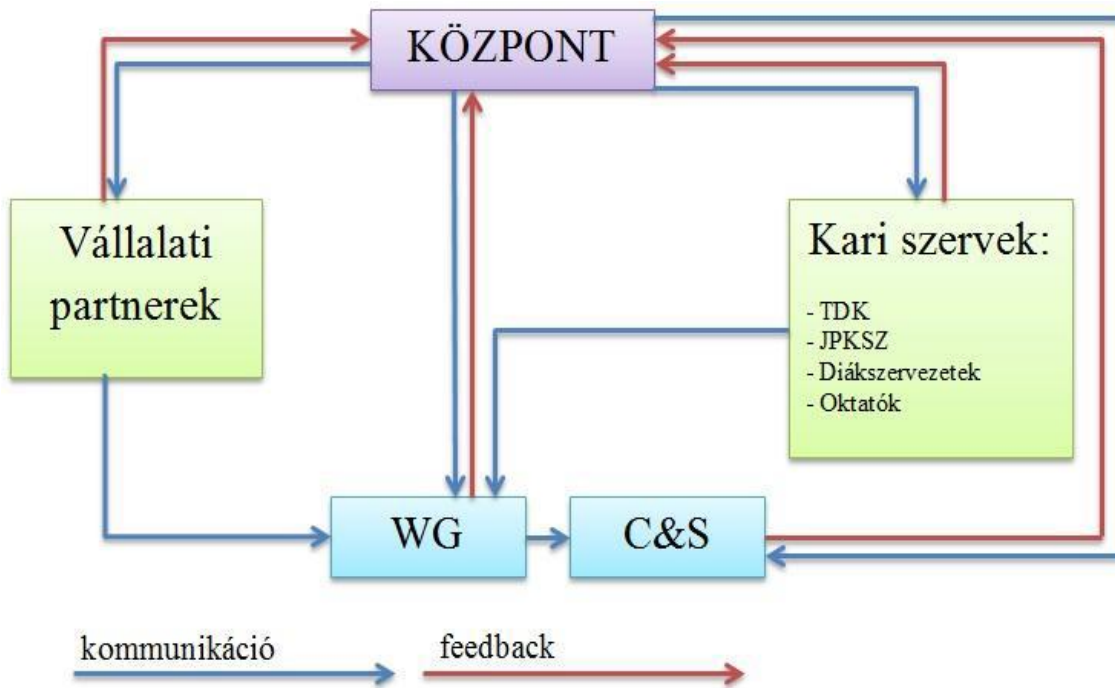 KÖZPONT
Vállalati
partnerek
Kari szervek:
- TDK
- JPKSZ
- Diákszervezetek
- Oktatók
WG
C&S
kommunikáció
feedback